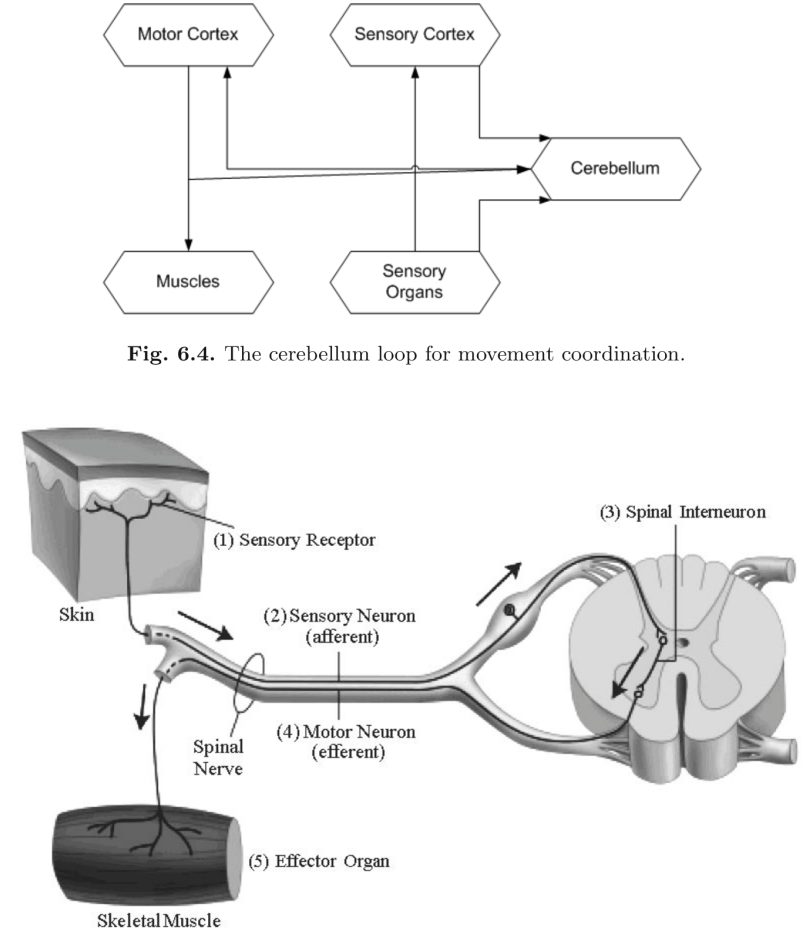 Motor Cortex
Sensory Cortex
Cerebellum
Muscles
Sensory
Organs
Fig. 6.4. The cerebellum loop for movement coordination.
(3) Spinal Interneuron
(1) Sensory Receptor
Skin
(2) Sensory Neuron
(afferent)
(4) Motor Neuron
(efferent)
Spinal
Nerve
(5) Effector Organ
Skeletal Muscle